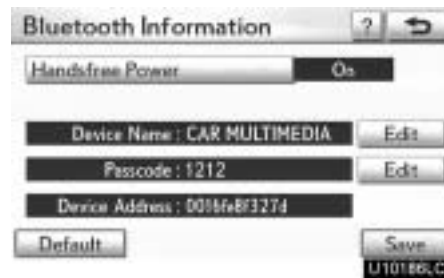 Bluetooth Information ?
Handsfree Power On
Device Name : CAR MULTIMEDIA Edit
Passcode : 1212 Edit
Device Address : 0016fe8f327d
Default Save
U10186LC